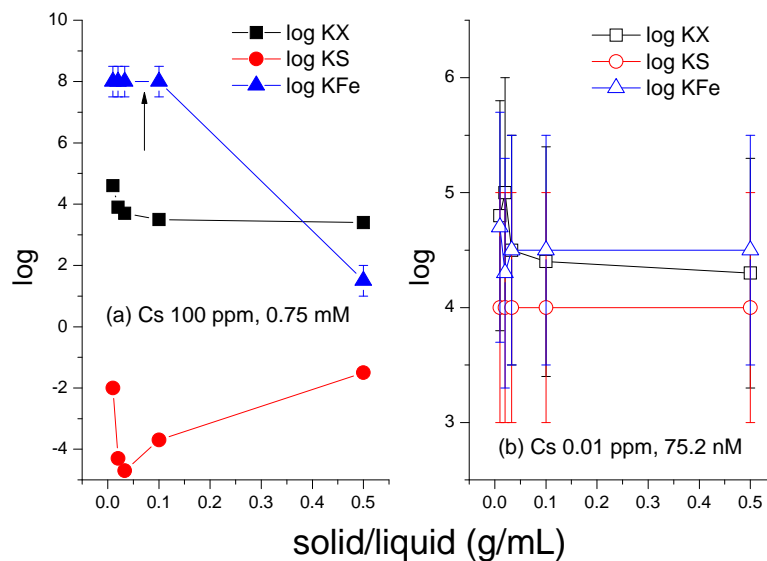 log KX
log KS
log KFe
10
8
6
4
2
0
-2
-4
log
(a) Cs 100 ppm, 0.75 mM
0.0 0.1 0.2 0.3 0.4 0.5
log KX
log KS
log KFe
6
5
4
3
log
(b) Cs 0.01 ppm, 75.2 nM
0.0 0.1 0.2 0.3 0.4 0.5
solid/liquid (g/mL)